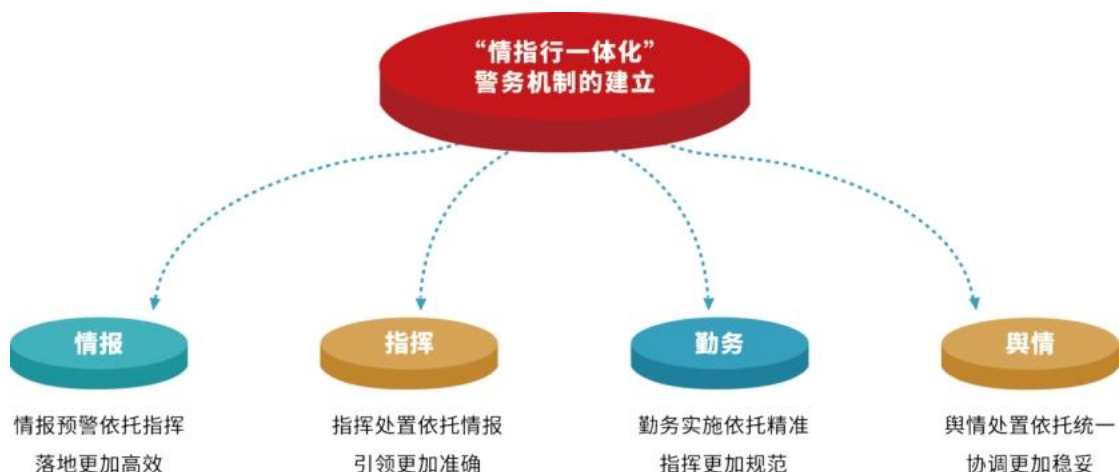 “情指行一体化”
警务机制的建立
情报
指挥
勤务
舆情
情报预警依托指挥
落地更加高效
指挥处置依托情报
引领更加准确
勤务实施依托精准
指挥更加规范
舆情处置依托统一
协调更加稳妥